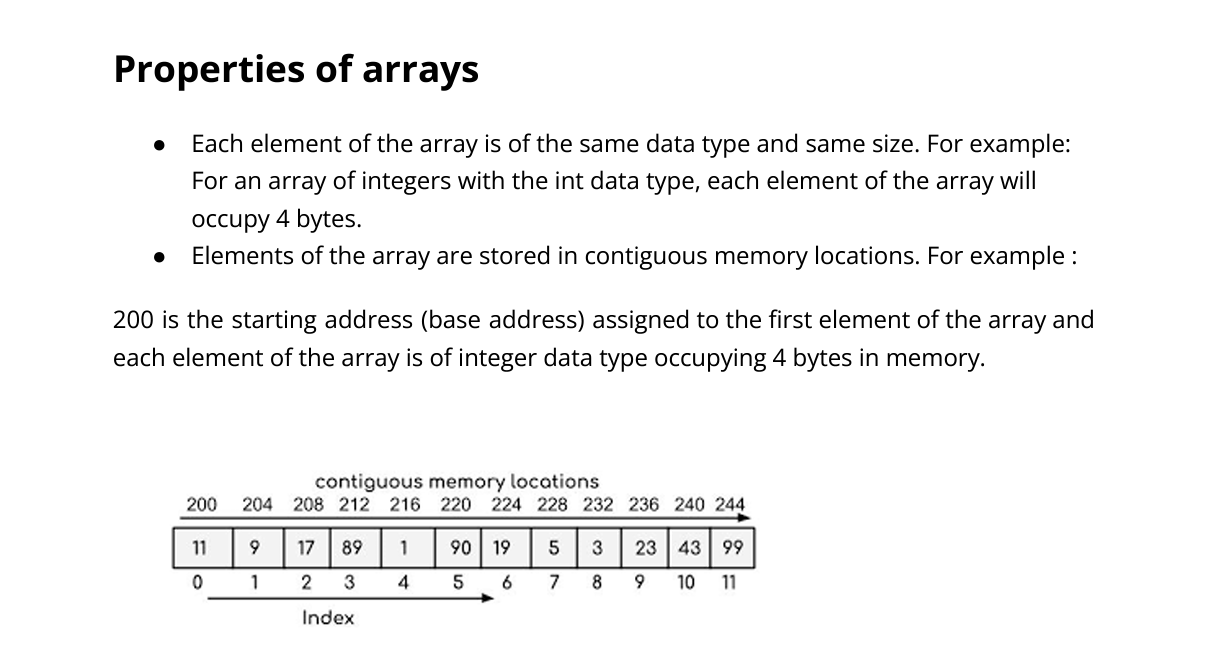 Properties of arrays
● Each element of the array is of the same data type and same size. For example:
For an array of integers with the int data type, each element of the array will
occupy 4 bytes.
● Elements of the array are stored in contiguous memory locations. For example :
200 is the starting address (base address) assigned to the first element of the array and
each element of the array is of integer data type occupying 4 bytes in memory.
contiguous memory locations
200 204 208 212 216 220 224 228 232 236 240 244
11 9 17 89 1 90 19 5 3 23 43 99
0 1 2 3 4 5 6 7 8 9 10 11
Index